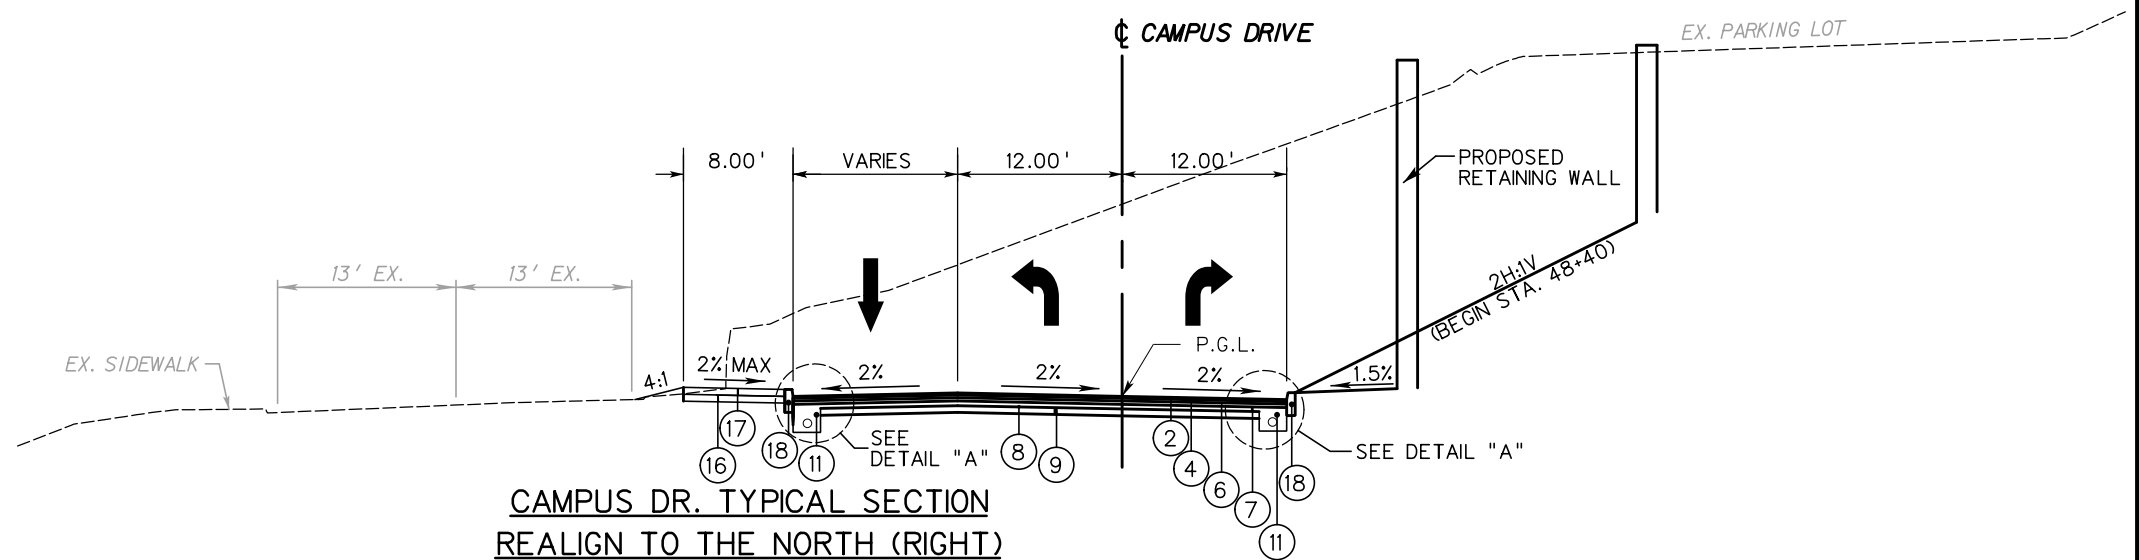 ℄ CAMPUS DRIVE
EX. PARKING LOT
8.00'
VARIES
12.00'
12.00'
PROPOSED
RETAINING WALL
13' EX.
13' EX.
2H:1V
(BEGIN STA. 48+40)
EX. SIDEWALK
4:1
2% MAX
2%
2%
P.G.L.
2%
1.5%
17
16
18
11
SEE
DETAIL "A"
8
9
2
4
6
7
11
18
SEE DETAIL "A"
CAMPUS DR. TYPICAL SECTION
REALIGN TO THE NORTH (RIGHT)